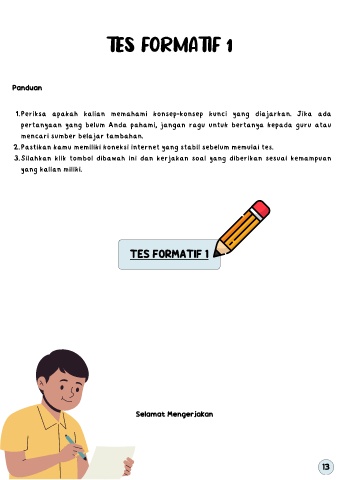 TES FORMATIF 1
Panduan
1.Periksa apakah kalian memahami konsep-konsep kunci yang diajarkan. Jika ada
pertanyaan yang belum Anda pahami, jangan ragu untuk bertanya kepada guru atau
mencari sumber belajar tambahan.
2.Pastikan kamu memiliki koneksi internet yang stabil sebelum memulai tes.
3.Silahkan klik tombol dibawah ini dan kerjakan soal yang diberikan sesuai kemampuan
yang kalian miliki.
TES FORMATIF 1
Selamat Mengerjakan
13